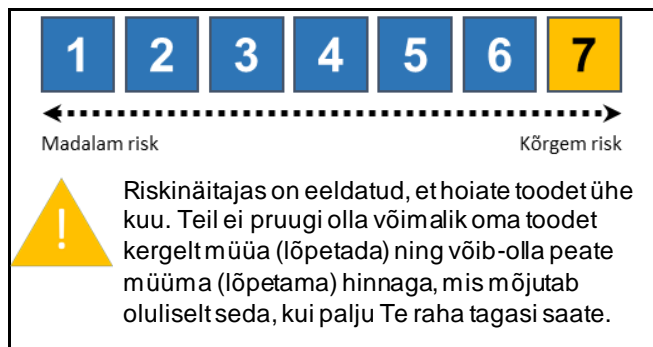 1 2 3 4 5 6 7
Madalam risk Kõrgem risk
!
Riskinäitajas on eeldatud, et hoiate toodet ühe
kuu. Teil ei pruugi olla võimalik oma toodet
kergelt müüa (lõpetada) ning võib-olla peate
müüma (lõpetama) hinnaga, mis mõjutab
oluliselt seda, kui palju Te raha tagasi saate.